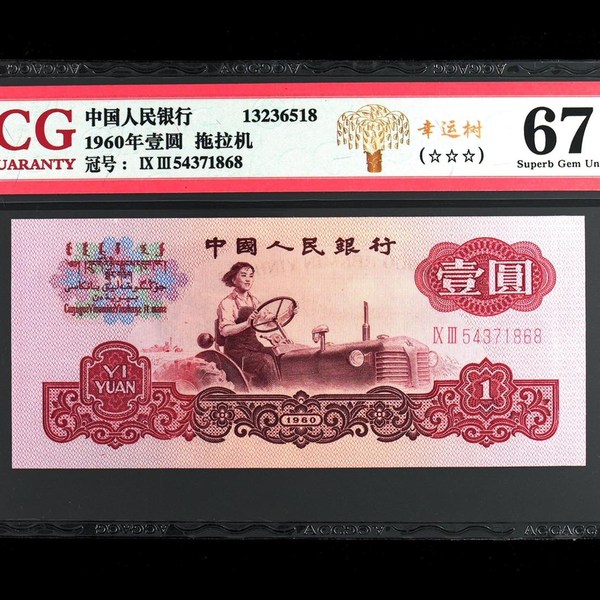 CG
UARANTY
中国人民银行 13236518
1960年壹圆 拖拉机
冠号： IX III 54371868
幸运树
(☆☆☆)
67
Superb Gem Un
中國人民銀行
壹圓
IX III 54371868
YI
YUAN
1960
1